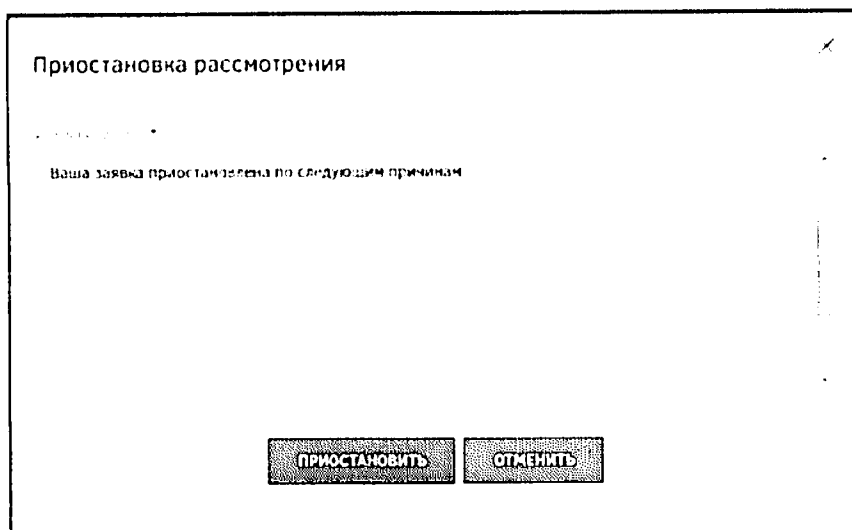 Приостановка рассмотрения
Ваша заявка приостановлена по следующим причинам
ПРИОСТАНОВИТЬ
ОТМЕНИТЬ